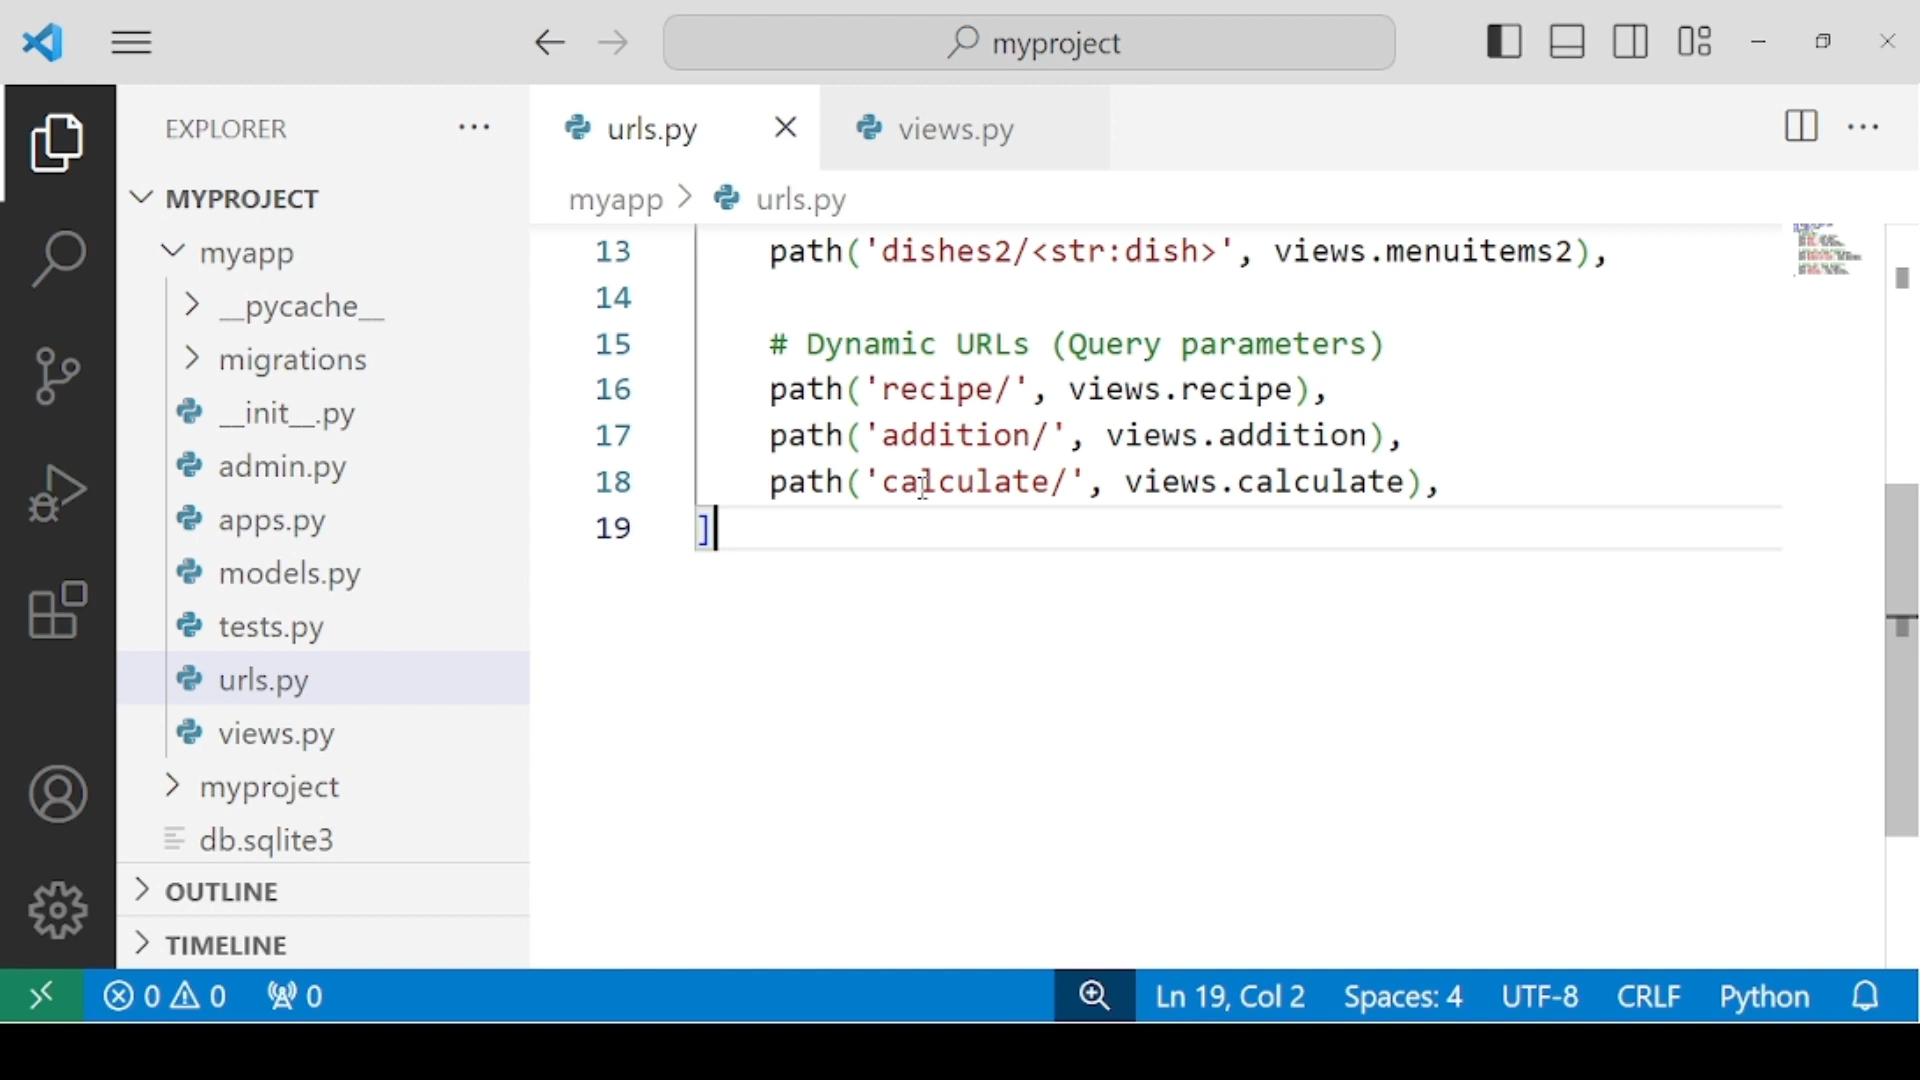 myproject
EXPLORER
urls.py
views.py
MYPROJECT
myapp > urls.py
myapp
__pycache__
migrations
__init__.py
admin.py
apps.py
models.py
tests.py
urls.py
views.py
myproject
db.sqlite3
OUTLINE
TIMELINE
13 path('dishes2/<str:dish>', views.menuitems2),
14
15 # Dynamic URLs (Query parameters)
16 path('recipe/', views.recipe),
17 path('addition/', views.addition),
18 path('calculate/', views.calculate),
19 ]
0 0 0 Ln 19, Col 2 Spaces: 4 UTF-8 CRLF Python